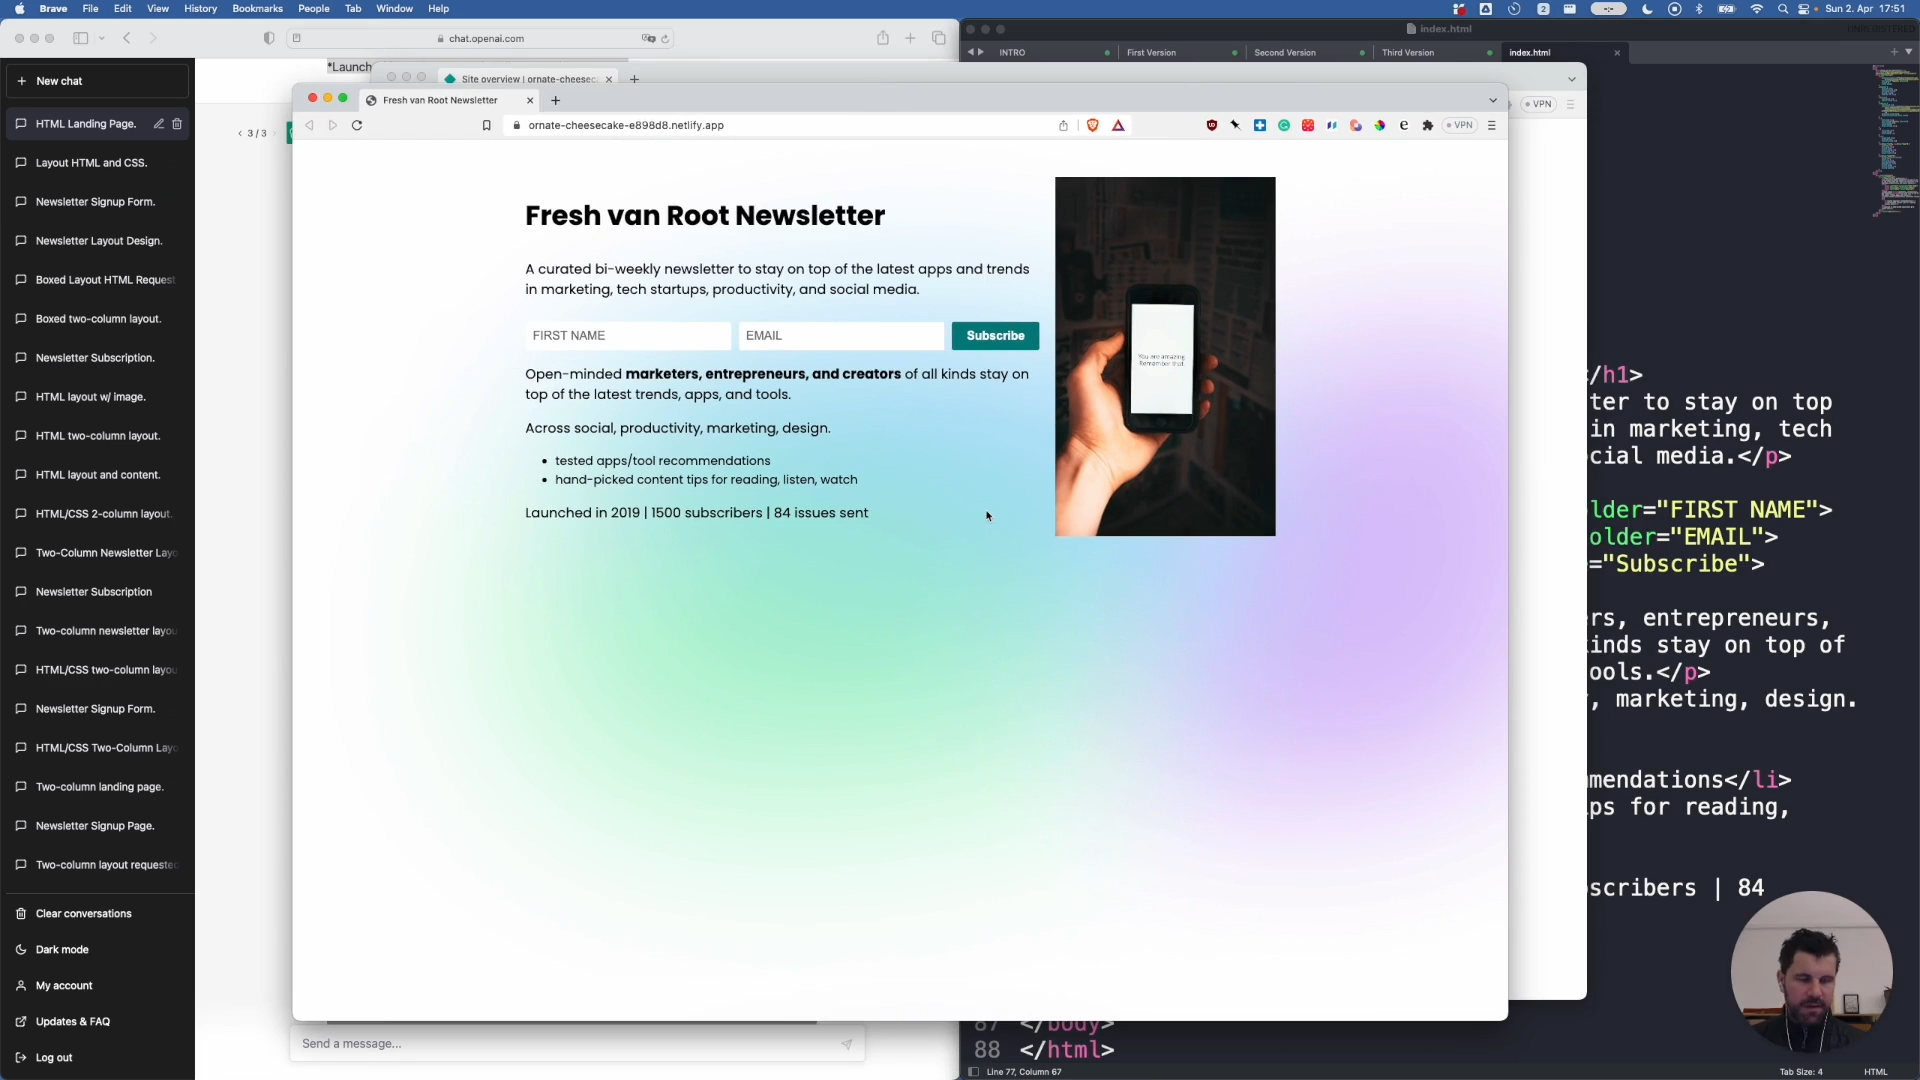 Brave File Edit View History Bookmarks People Tab Window Help
2
Sun 2. Apr 17:51
chat.openai.com
index.html
UNREGISTERED
INTRO
First Version
Second Version
Third Version
index.html
New chat
HTML Landing Page.
Layout HTML and CSS.
Newsletter Signup Form.
Newsletter Layout Design.
Boxed Layout HTML Request
Boxed two-column layout.
Newsletter Subscription.
HTML layout w/ image.
HTML two-column layout.
HTML layout and content.
HTML/CSS 2-column layout.
Two-Column Newsletter Layo
Newsletter Subscription
Two-column newsletter layou
HTML/CSS two-column layou
Newsletter Signup Form.
HTML/CSS Two-Column Layo
Two-column landing page.
Newsletter Signup Page.
Two-column layout requested
Clear conversations
Dark mode
My account
Updates & FAQ
Log out
*Launch
3 / 3
Site overview | ornate-cheesec
VPN
Fresh van Root Newsletter
ornate-cheesecake-e898d8.netlify.app
VPN
Fresh van Root Newsletter
A curated bi-weekly newsletter to stay on top of the latest apps and trends
in marketing, tech startups, productivity, and social media.
FIRST NAME
EMAIL
Subscribe
Open-minded marketers, entrepreneurs, and creators of all kinds stay on
top of the latest trends, apps, and tools.
Across social, productivity, marketing, design.
• tested apps/tool recommendations
• hand-picked content tips for reading, listen, watch
Launched in 2019 | 1500 subscribers | 84 issues sent
You are amazing.
Remember that.
/h1>
ter to stay on top
in marketing, tech
cial media.</p>
lder="FIRST NAME">
older="EMAIL">
="Subscribe">
rs, entrepreneurs,
inds stay on top of
ools.</p>
, marketing, design.
mendations</li>
ps for reading,
scribers | 84
87 </body>
88 </html>
Send a message...
Line 77, Column 67
Tab Size: 4
HTML